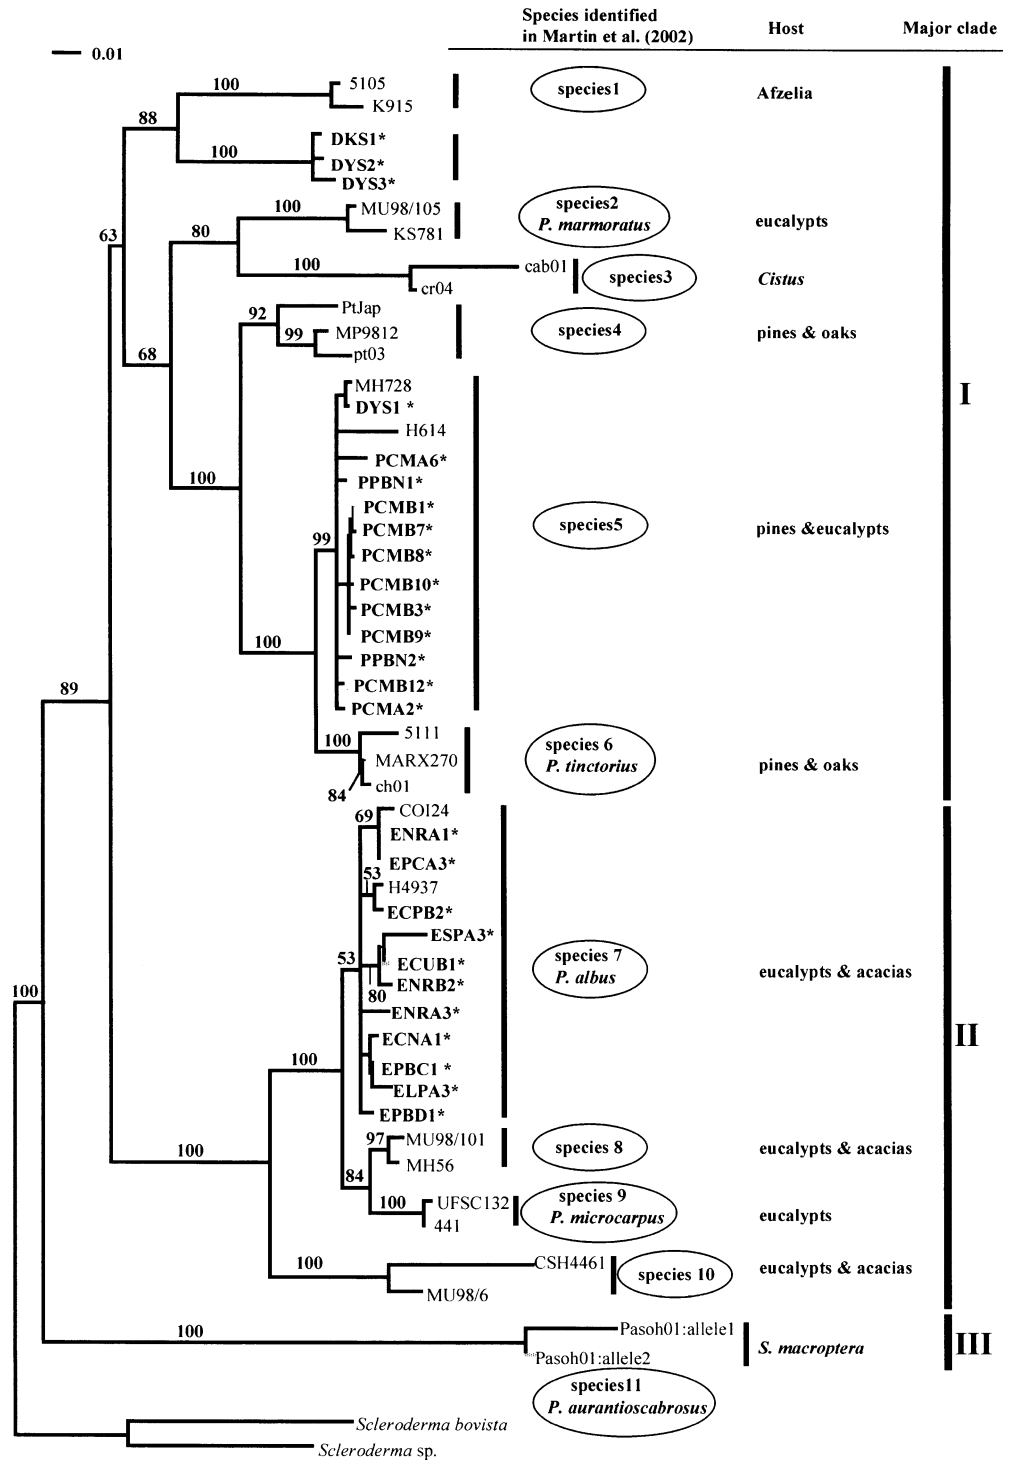 Species identified
in Martin et al. (2002)
Host
Major clade
0.01
100
5105
K915
species1
Afzelia
88
100
DKS1*
DYS2*
DYS3*
63
80
100
MU98/105
KS781
species2
P. marmoratus
eucalypts
100
cab01
cr04
species3
Cistus
92
PtJap
99
MP9812
pt03
species4
pines & oaks
68
I
MH728
DYS1 *
H614
PCMA6*
PPBN1*
100
PCMB1*
PCMB7*
PCMB8*
PCMB10*
PCMB3*
PCMB9*
PPBN2*
PCMB12*
PCMA2*
99
species5
pines &eucalypts
100
100
5111
MARX270
ch01
84
species 6
P. tinctorius
pines & oaks
89
69
COI24
ENRA1*
EPCA3*
53
H4937
ECPB2*
ESPA3*
53
ECUB1*
80
ENRB2*
ENRA3*
ECNA1*
EPBC1 *
ELPA3*
EPBD1*
species 7
P. albus
eucalypts & acacias
100
II
100
97
MU98/101
MH56
species 8
eucalypts & acacias
100
84
100
UFSC132
441
species 9
P. microcarpus
eucalypts
100
CSH4461
MU98/6
species 10
eucalypts & acacias
100
Pasoh01:allele1
Pasoh01:allele2
S. macroptera
III
species11
P. aurantioscabrosus
Scleroderma bovista
Scleroderma sp.